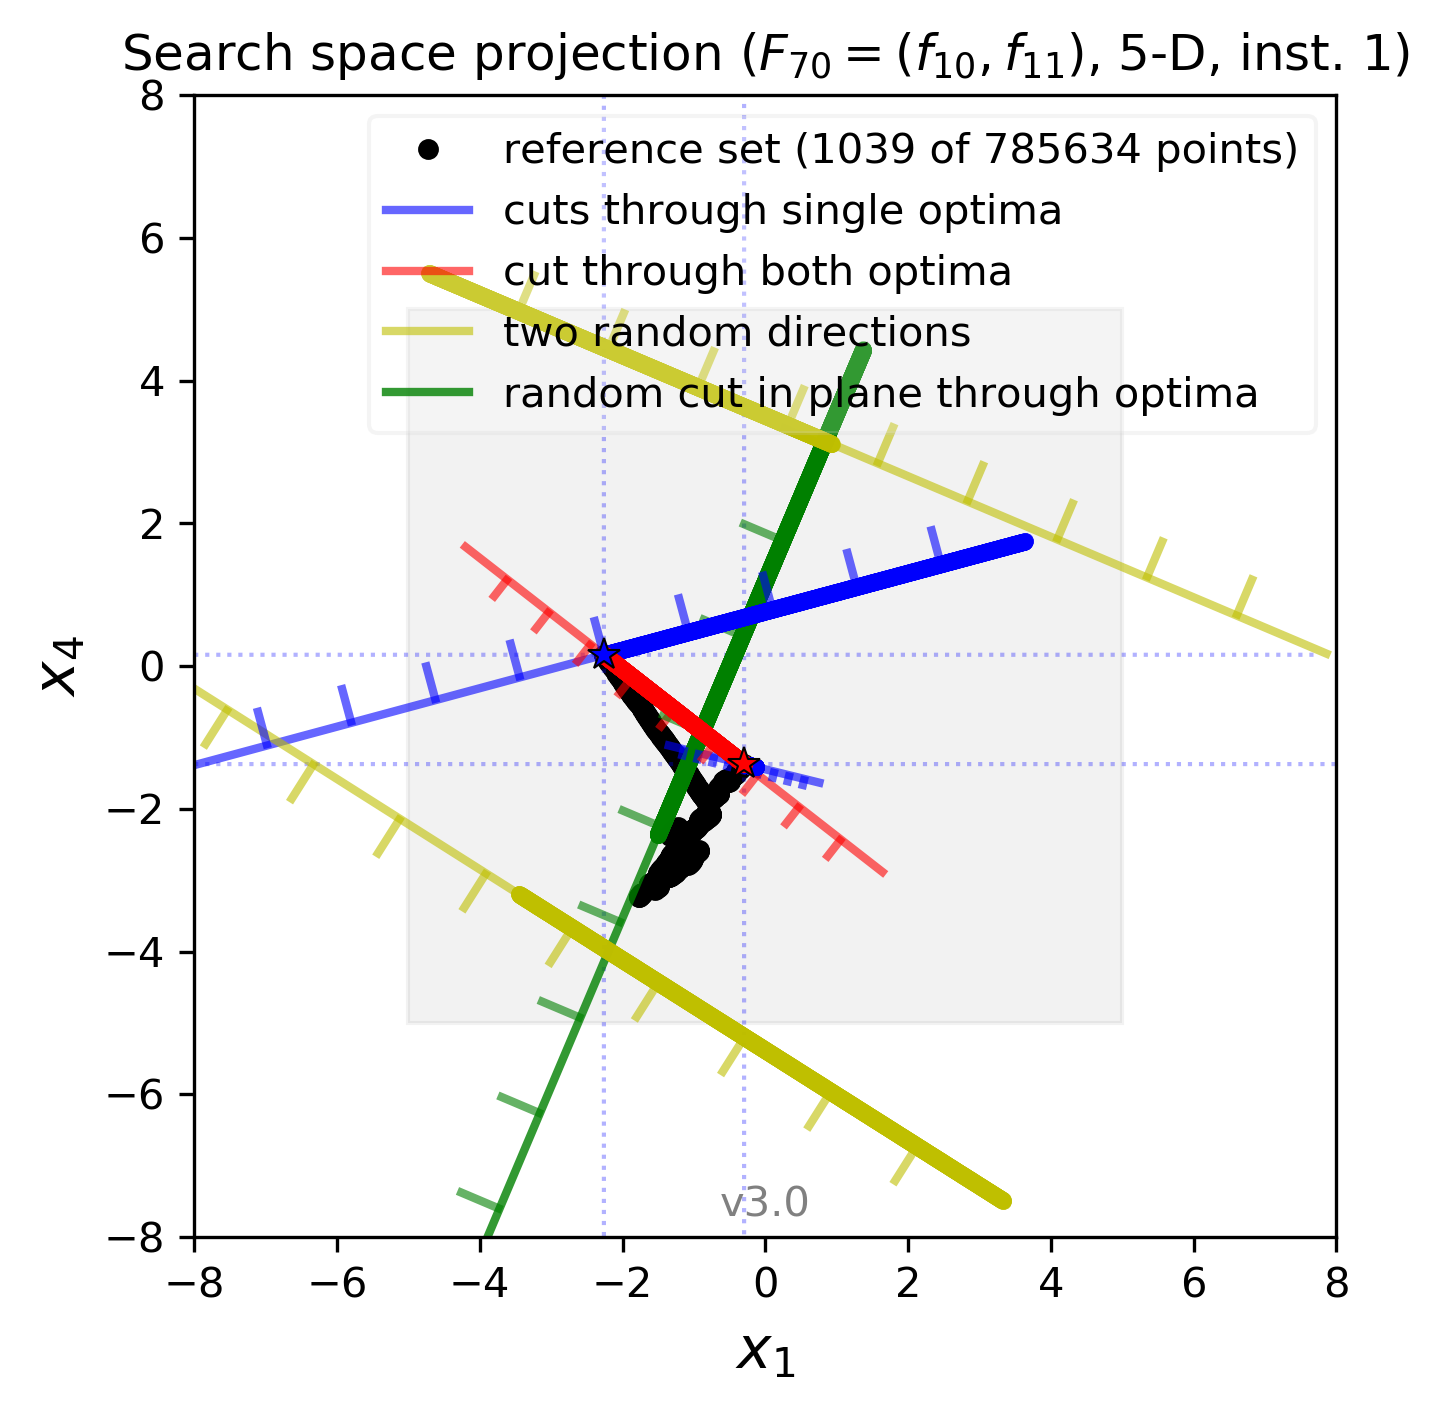 Search space projection (F70 = (f10, f11), 5-D, inst. 1)
8
reference set (1039 of 785634 points)
cuts through single optima
6
cut through both optima
two random directions
4
random cut in plane through optima
2
x4
0
−2
−4
−6
v3.0
−8
−8 −6 −4 −2 0 2 4 6 8
x1